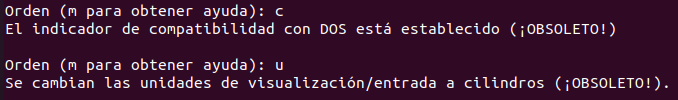 Orden (m para obtener ayuda): c
El indicador de compatibilidad con DOS está establecido (¡OBSOLETO!)
Orden (m para obtener ayuda): u
Se cambian las unidades de visualización/entrada a cilindros (¡OBSOLETO!).